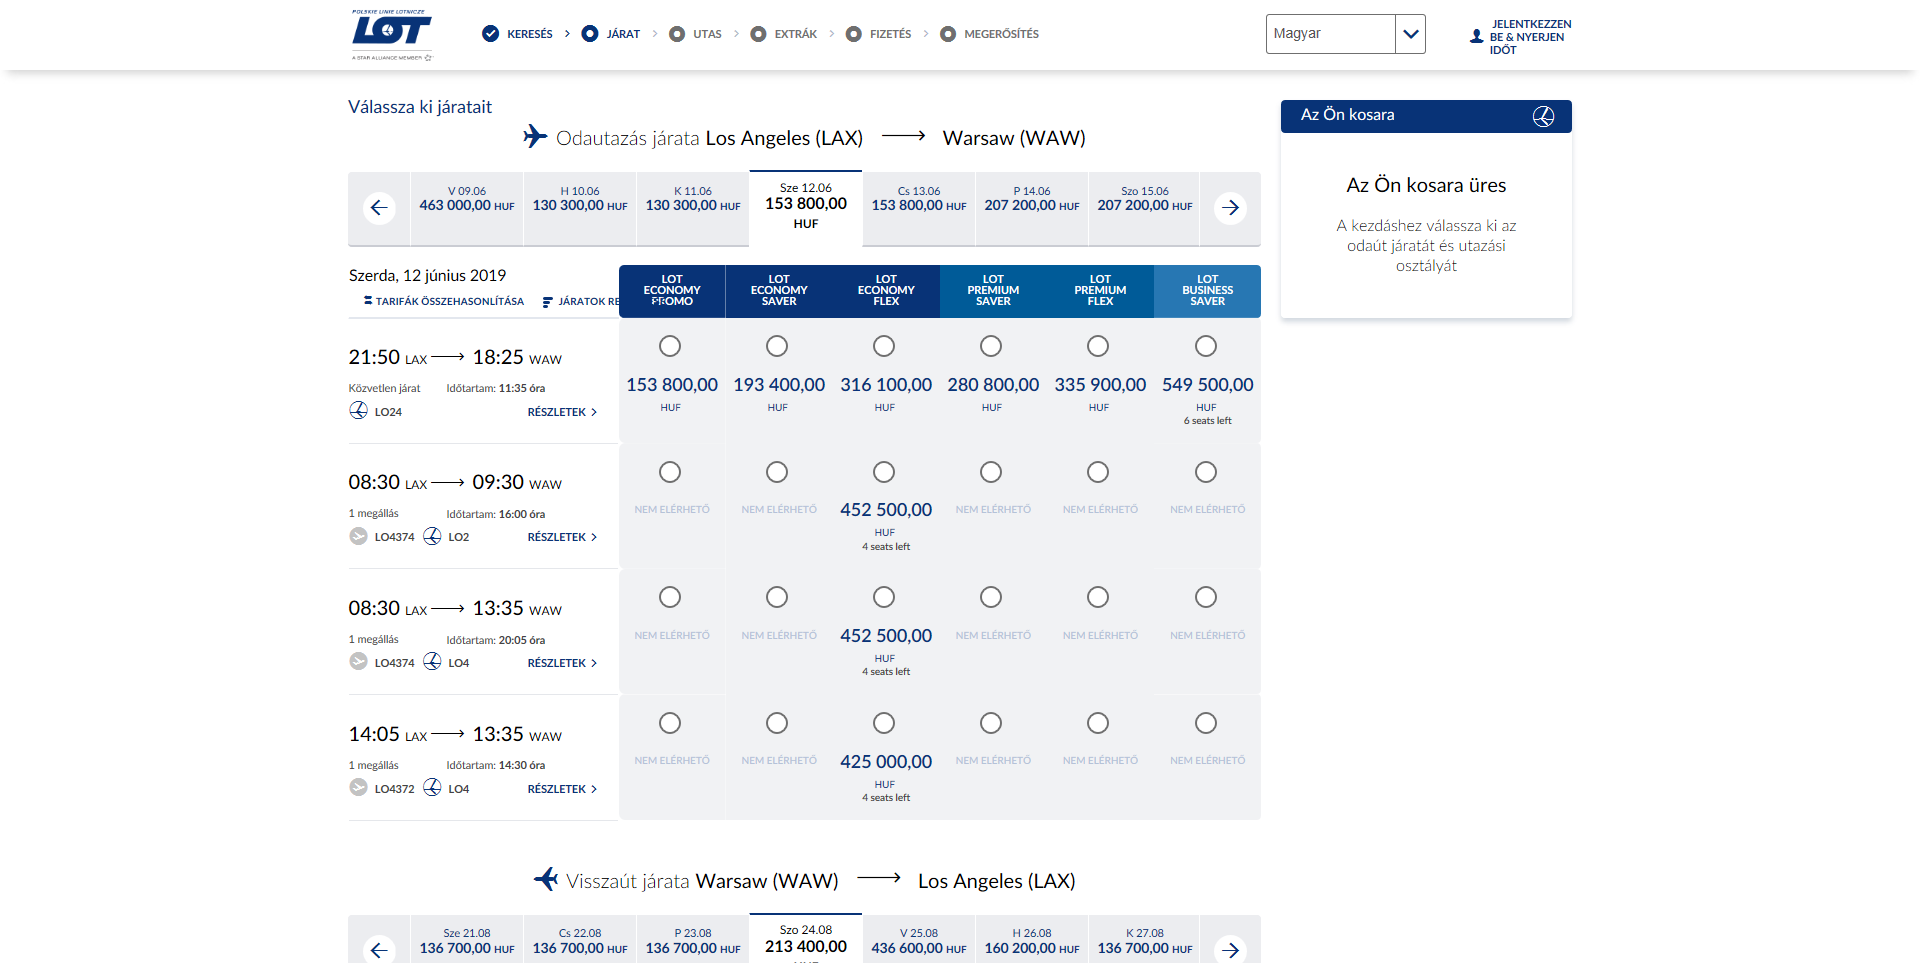 POLSKIE LINIE LOTNICZE
LOT
A STAR ALLIANCE MEMBER
KERESÉS
JÁRAT
UTAS
EXTRÁK
FIZETÉS
MEGERŐSÍTÉS
Magyar
JELENTKEZZEN
BE & NYERJEN
IDŐT
Válassza ki járatait
Odautazás járata Los Angeles (LAX) Warsaw (WAW)
V 09.06
463 000,00 HUF
H 10.06
130 300,00 HUF
K 11.06
130 300,00 HUF
Sze 12.06
153 800,00
HUF
Cs 13.06
153 800,00 HUF
P 14.06
207 200,00 HUF
Szo 15.06
207 200,00 HUF
Az Ön kosara
Az Ön kosara üres
A kezdáshez válassza ki az
odaút járatát és utazási
osztályát
Szerda, 12 június 2019
TARIFÁK ÖSSZEHASONLÍTÁSA
JÁRATOK RE
LOT
ECONOMY
PROMO
LOT
ECONOMY
SAVER
LOT
ECONOMY
FLEX
LOT
PREMIUM
SAVER
LOT
PREMIUM
FLEX
LOT
BUSINESS
SAVER
21:50 LAX 18:25 WAW
Közvetlen járat Időtartam: 11:35 óra
LO24 RÉSZLETEK
153 800,00
HUF
193 400,00
HUF
316 100,00
HUF
280 800,00
HUF
335 900,00
HUF
549 500,00
HUF
6 seats left
08:30 LAX 09:30 WAW
1 megállás Időtartam: 16:00 óra
LO4374 LO2 RÉSZLETEK
NEM ELÉRHETŐ
NEM ELÉRHETŐ
452 500,00
HUF
4 seats left
NEM ELÉRHETŐ
NEM ELÉRHETŐ
NEM ELÉRHETŐ
08:30 LAX 13:35 WAW
1 megállás Időtartam: 20:05 óra
LO4374 LO4 RÉSZLETEK
NEM ELÉRHETŐ
NEM ELÉRHETŐ
452 500,00
HUF
4 seats left
NEM ELÉRHETŐ
NEM ELÉRHETŐ
NEM ELÉRHETŐ
14:05 LAX 13:35 WAW
1 megállás Időtartam: 14:30 óra
LO4372 LO4 RÉSZLETEK
NEM ELÉRHETŐ
NEM ELÉRHETŐ
425 000,00
HUF
4 seats left
NEM ELÉRHETŐ
NEM ELÉRHETŐ
NEM ELÉRHETŐ
Visszaút járata Warsaw (WAW) Los Angeles (LAX)
Sze 21.08
136 700,00 HUF
Cs 22.08
136 700,00 HUF
P 23.08
136 700,00 HUF
Szo 24.08
213 400,00
HUF
V 25.08
436 600,00 HUF
H 26.08
160 200,00 HUF
K 27.08
136 700,00 HUF